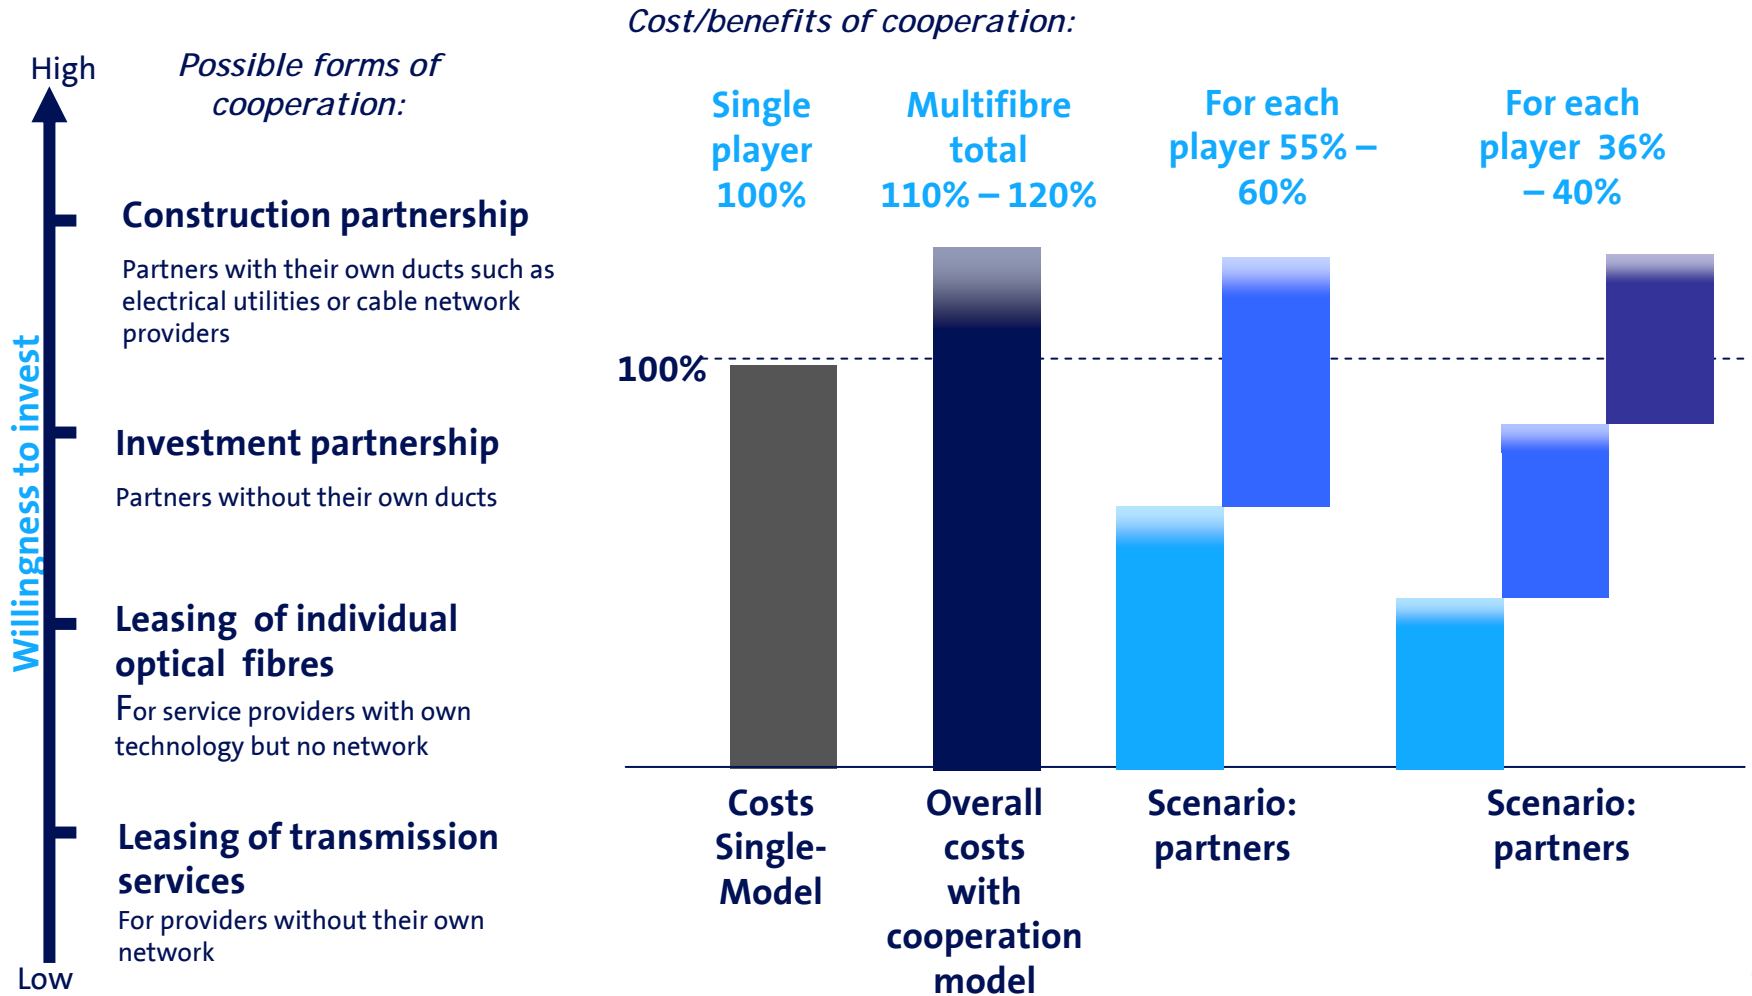 Cost/benefits of cooperation:
High
Possible forms of
cooperation:
Single
player
100%
Multifibre
total
110% – 120%
For each
player 55% –
60%
For each
player 36%
– 40%
Construction partnership
Partners with their own ducts such as
electrical utilities or cable network
providers
100%
Willingness to invest
Investment partnership
Partners without their own ducts
Leasing of individual
optical fibres
For service providers with own
technology but no network
Leasing of transmission
services
For providers without their own
network
Low
Costs
Single-
Model
Overall
costs
with
cooperation
model
Scenario:
partners
Scenario:
partners